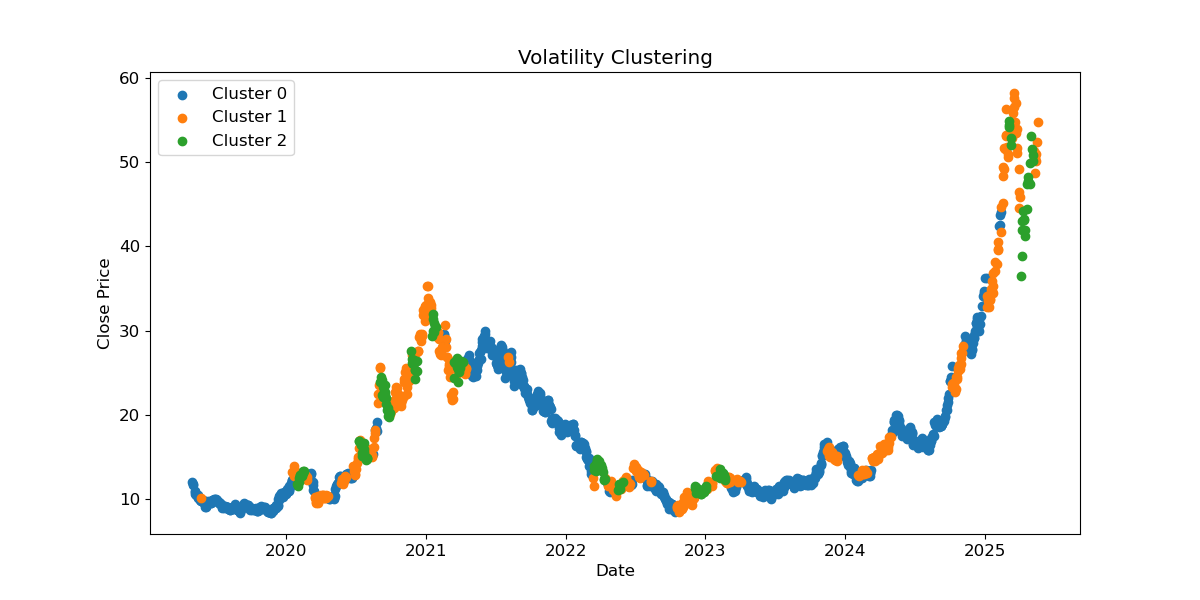 Volatility Clustering
Cluster 0
Cluster 1
Cluster 2
60
50
40
30
20
10
Close Price
2020
2021
2022
2023
2024
2025
Date